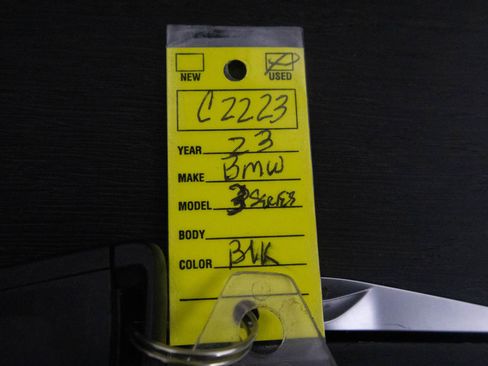 NEW USED
C2223
YEAR 23
MAKE BMW
MODEL 3 SERIES
BODY
COLOR BLK